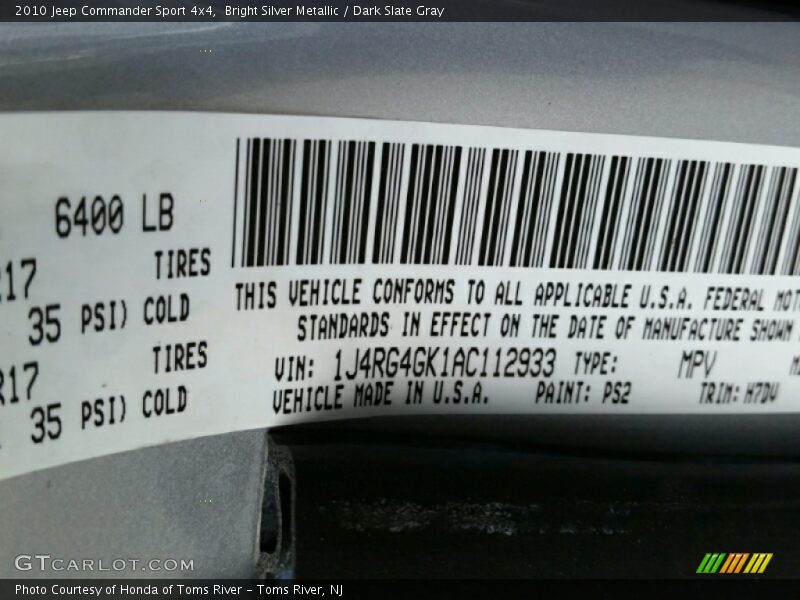 2010 Jeep Commander Sport 4x4,  Bright Silver Metallic / Dark Slate Gray
6400 LB
R17 TIRES
35 PSI) COLD
R17 TIRES
35 PSI) COLD
THIS VEHICLE CONFORMS TO ALL APPLICABLE U.S.A. FEDERAL MOT
STANDARDS IN EFFECT ON THE DATE OF MANUFACTURE SHOWN
VIN: 1J4RG4GK1AC112933 TYPE: MPV
VEHICLE MADE IN U.S.A. PAINT: PS2 TRIM: H7DV
GTCARLOT.COM
Photo Courtesy of Honda of Toms River – Toms River, NJ